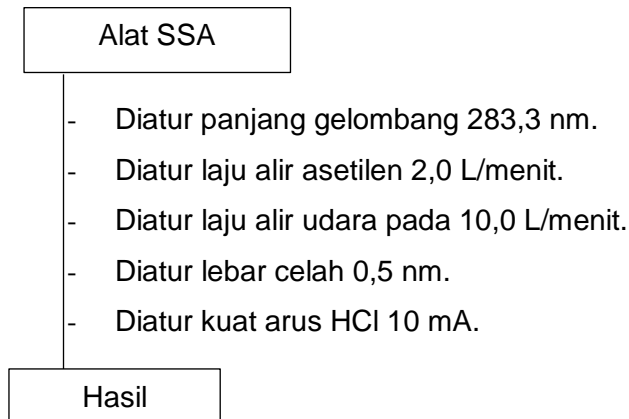 Alat SSA
- Diatur panjang gelombang 283,3 nm.
- Diatur laju alir asetilen 2,0 L/menit.
- Diatur laju alir udara pada 10,0 L/menit.
- Diatur lebar celah 0,5 nm.
- Diatur kuat arus HCl 10 mA.
Hasil